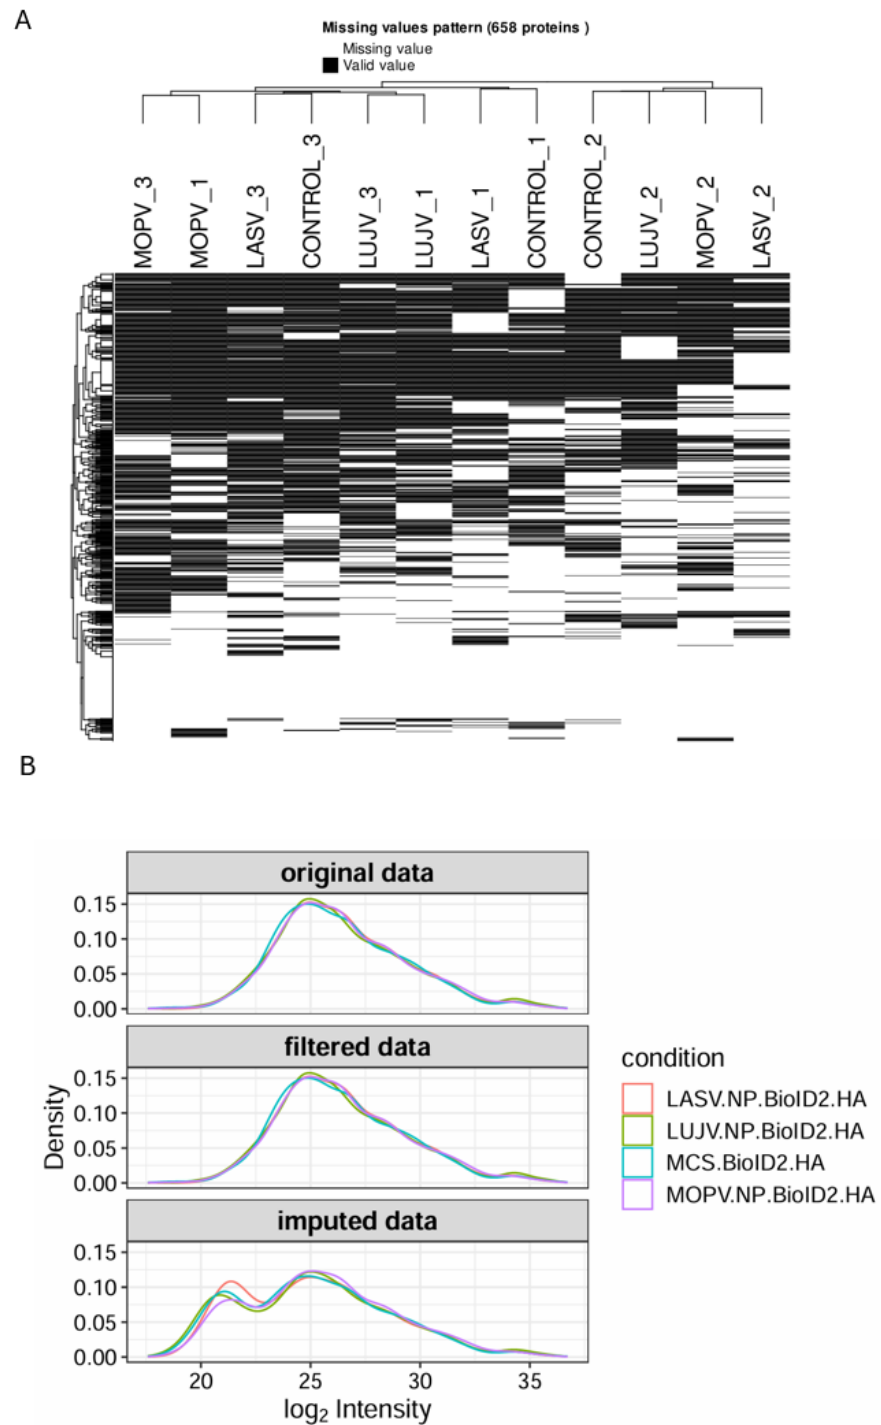 A
Missing values pattern (658 proteins )
Missing value
Valid value
MOPV_3
MOPV_1
LASV_3
CONTROL_3
LUJV_3
LUJV_1
LASV_1
CONTROL_1
CONTROL_2
LUJV_2
MOPV_2
LASV_2
B
original data
0.15
0.10
0.05
0.00
filtered data
0.15
0.10
0.05
0.00
imputed data
0.15
0.10
0.05
0.00
20 25 30 35
log₂ Intensity
Density
condition
LASV.NP.BioID2.HA
LUJV.NP.BioID2.HA
MCS.BioID2.HA
MOPV.NP.BioID2.HA